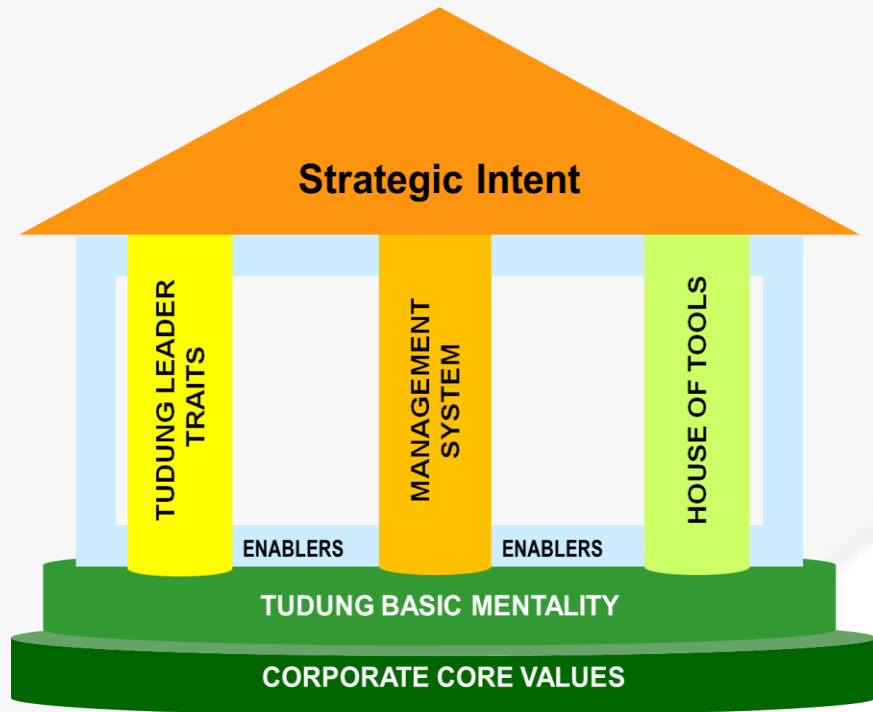 Strategic Intent
TUDUNG LEADER
TRAITS
MANAGEMENT
SYSTEM
HOUSE OF TOOLS
ENABLERS
ENABLERS
TUDUNG BASIC MENTALITY
CORPORATE CORE VALUES